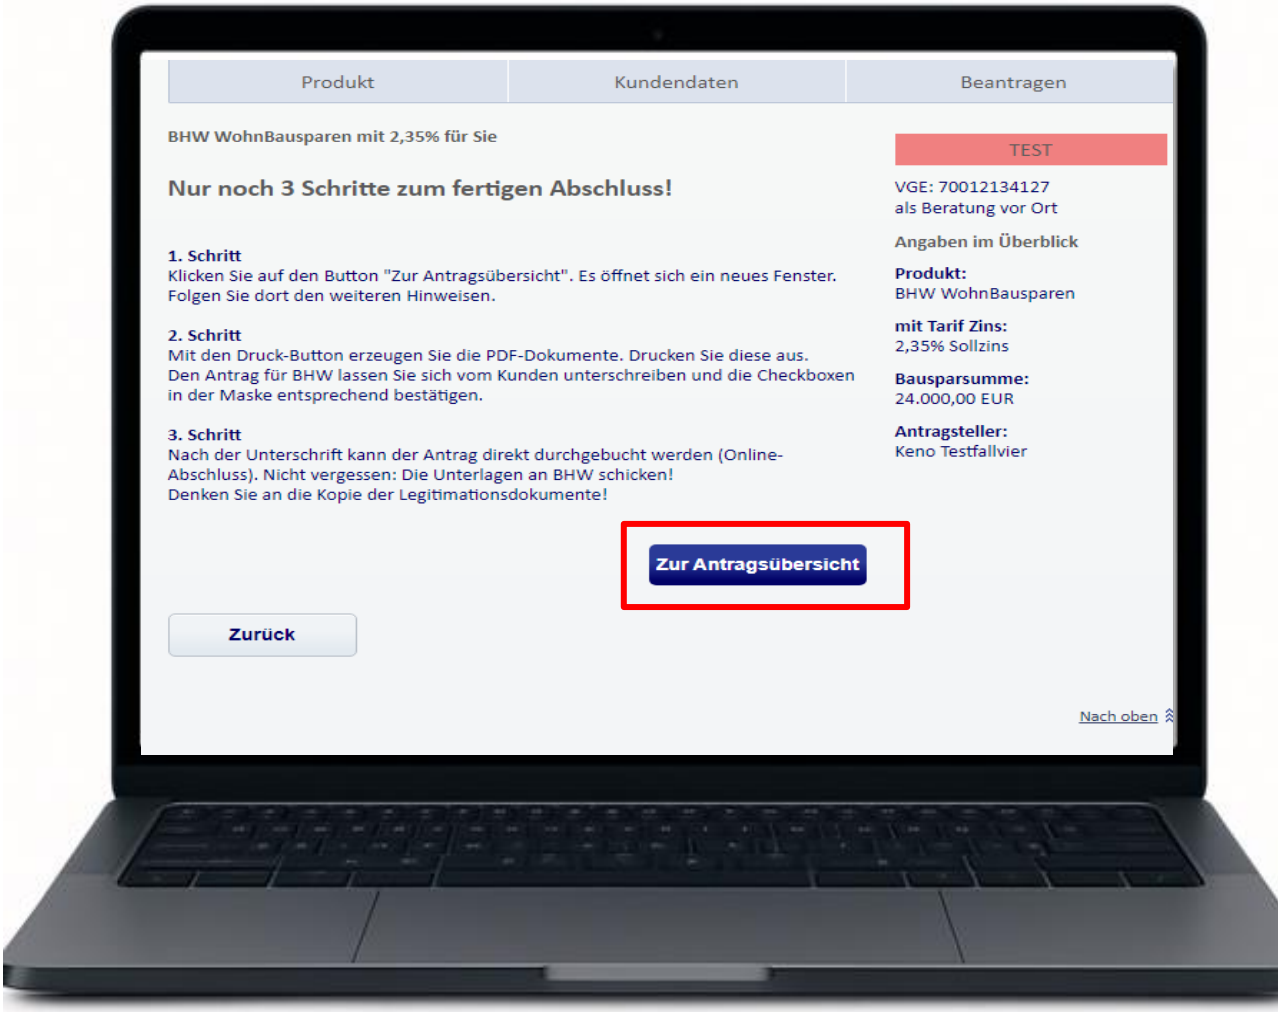 Produkt
Kundendaten
Beantragen
BHW WohnBausparen mit 2,35% für Sie
Nur noch 3 Schritte zum fertigen Abschluss!
1. Schritt
Klicken Sie auf den Button "Zur Antragsübersicht". Es öffnet sich ein neues Fenster.
Folgen Sie dort den weiteren Hinweisen.
2. Schritt
Mit den Druck-Button erzeugen Sie die PDF-Dokumente. Drucken Sie diese aus.
Den Antrag für BHW lassen Sie sich vom Kunden unterschreiben und die Checkboxen
in der Maske entsprechend bestätigen.
3. Schritt
Nach der Unterschrift kann der Antrag direkt durchgebucht werden (Online-
Abschluss). Nicht vergessen: Die Unterlagen an BHW schicken!
Denken Sie an die Kopie der Legitimationsdokumente!
Zur Antragsübersicht
Zurück
TEST
VGE: 70012134127
als Beratung vor Ort
Angaben im Überblick
Produkt:
BHW WohnBausparen
mit Tarif Zins:
2,35% Sollzins
Bausparsumme:
24.000,00 EUR
Antragsteller:
Keno Testfallvier
Nach oben